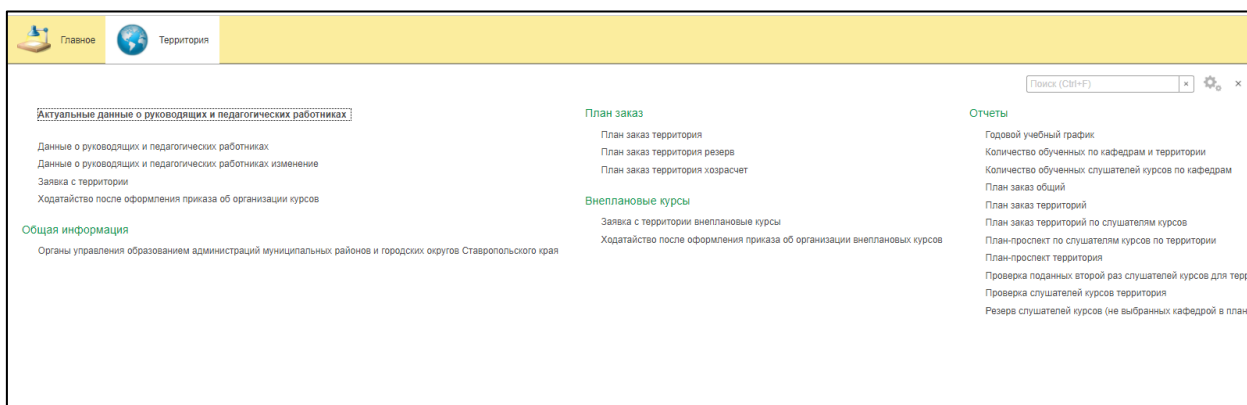 Главное
Территория
Поиск (Ctrl+F)
Актуальные данные о руководящих и педагогических работниках
Данные о руководящих и педагогических работниках
Данные о руководящих и педагогических работниках изменение
Заявка с территории
Ходатайство после оформления приказа об организации курсов
Общая информация
Органы управления образованием администраций муниципальных районов и городских округов Ставропольского края
План заказ
План заказ территория
План заказ территория резерв
План заказ территория хозрасчет
Внеплановые курсы
Заявка с территории внеплановые курсы
Ходатайство после оформления приказа об организации внеплановых курсов
Отчеты
Годовой учебный график
Количество обученных по кафедрам и территории
Количество обученных слушателей курсов по кафедрам
План заказ общий
План заказ территорий
План заказ территорий по слушателям курсов
План-проспект по слушателям курсов по территории
План-проспект территория
Проверка поданных второй раз слушателей курсов для терр
Проверка слушателей курсов территория
Резерв слушателей курсов (не выбранных кафедрой в план